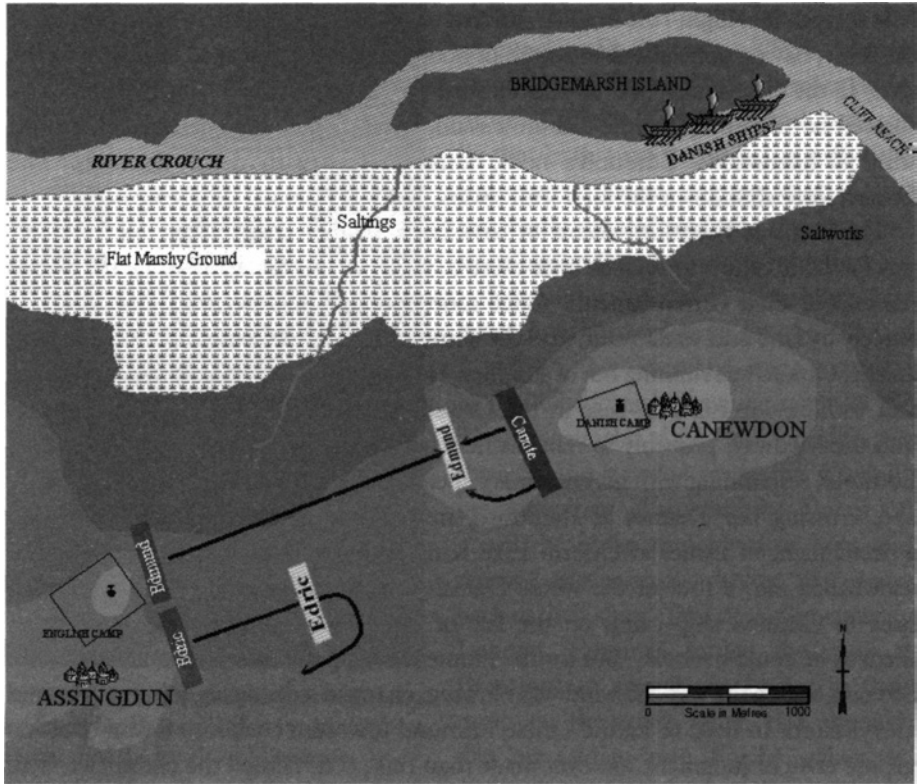 BRIDGEMARSH ISLAND
CLIFF REACH
DANISH SHIPS?
RIVER CROUCH
Saltings
Saltworks
Flat Marshy Ground
Canute
Edmund
DANISH CAMP
CANEWDON
Edmund
Edric
Edric
ENGLISH CAMP
ASSINGDUN
N
0 Scale in Metres 1000